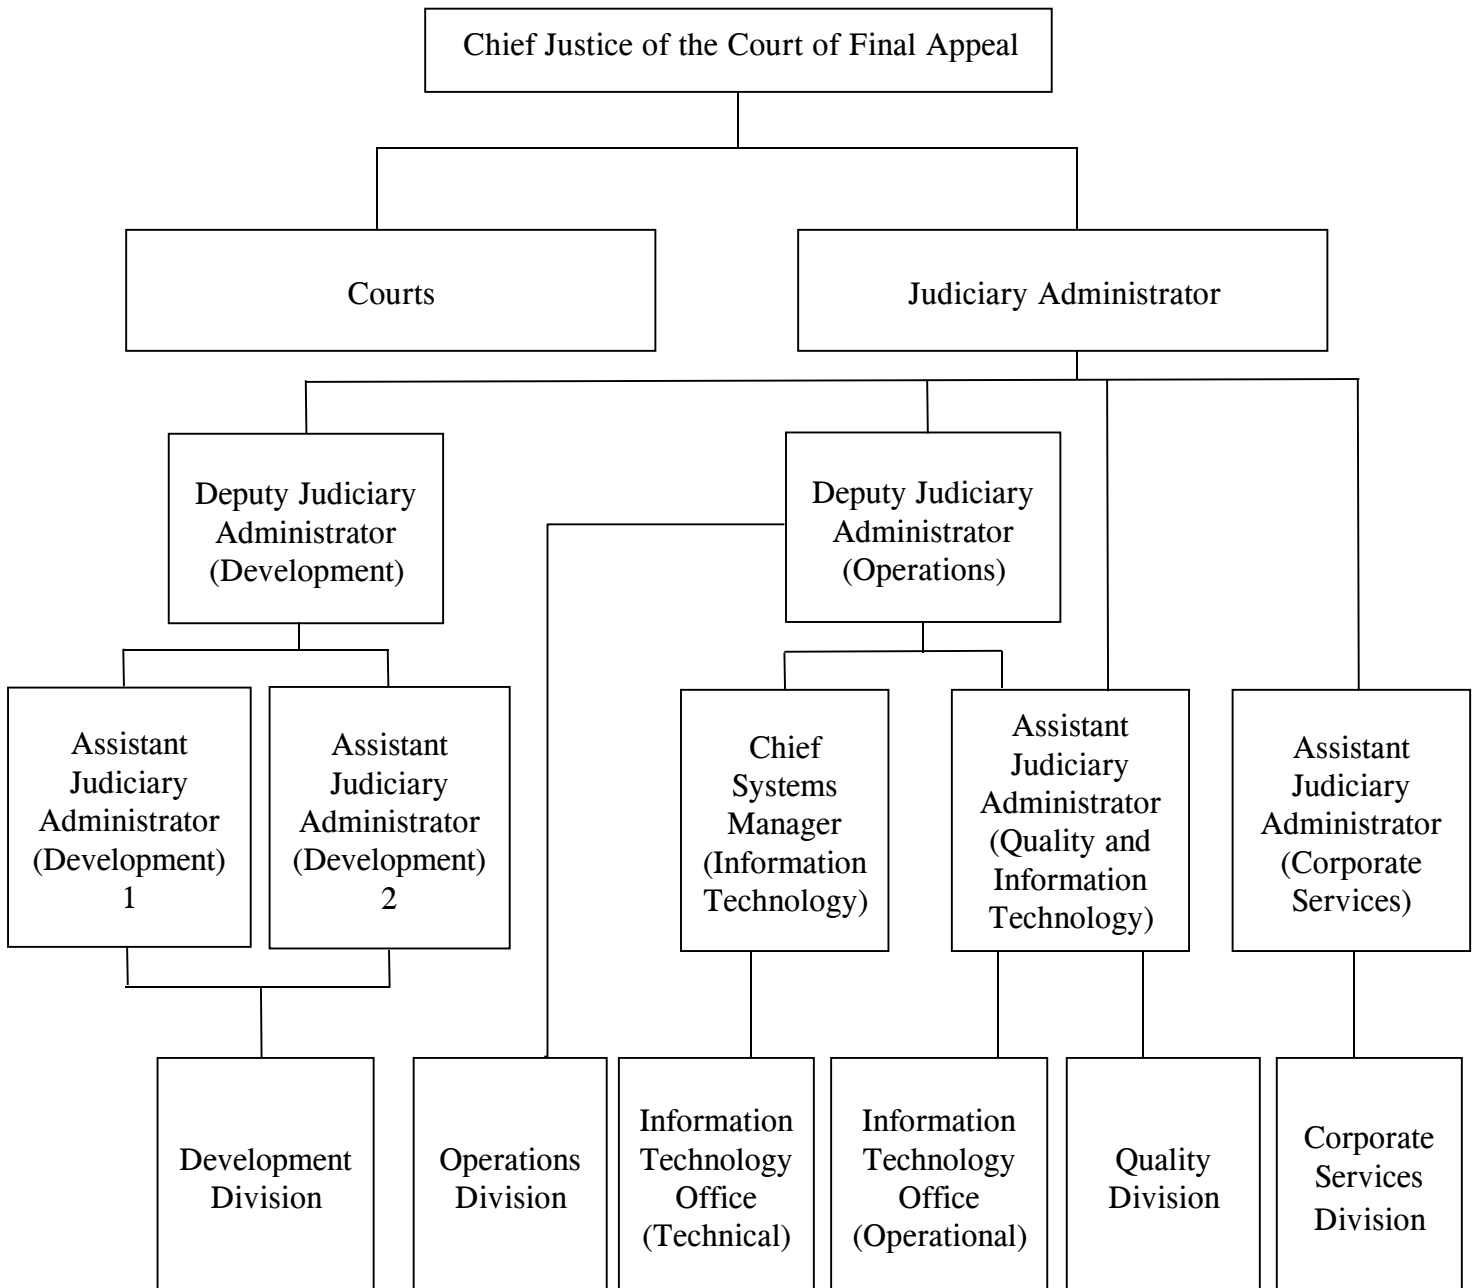 Chief Justice of the Court of Final Appeal
Courts
Judiciary Administrator
Deputy Judiciary
Administrator
(Development)
Deputy Judiciary
Administrator
(Operations)
Assistant
Judiciary
Administrator
(Development)
1
Assistant
Judiciary
Administrator
(Development)
2
Chief
Systems
Manager
(Information
Technology)
Assistant
Judiciary
Administrator
(Quality and
Information
Technology)
Assistant
Judiciary
Administrator
(Corporate
Services)
Development
Division
Operations
Division
Information
Technology
Office
(Technical)
Information
Technology
Office
(Operational)
Quality
Division
Corporate
Services
Division